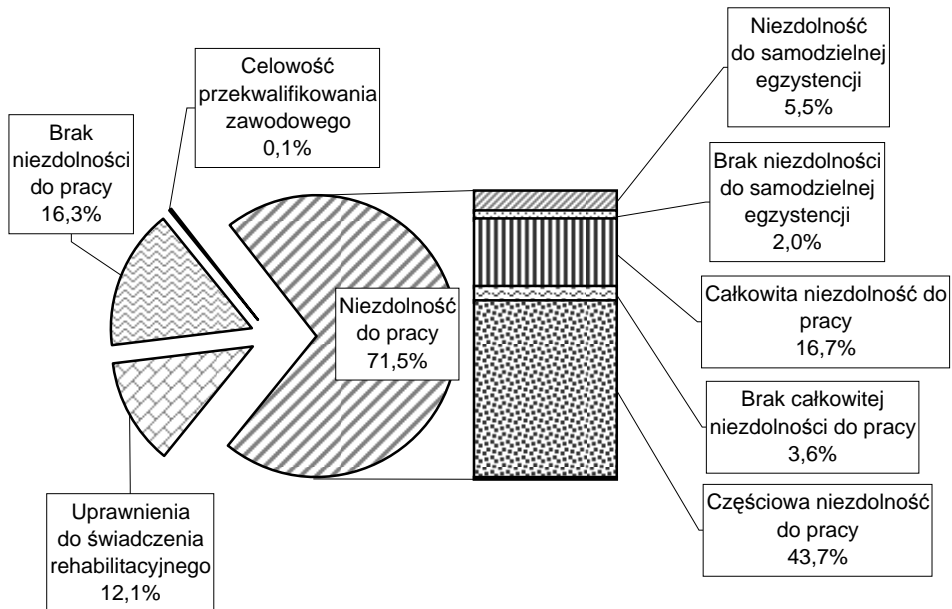 Brak
niezdolności
do pracy
16,3%
Celowość
przekwalifikowania
zawodowego
0,1%
Uprawnienia
do świadczenia
rehabilitacyjnego
12,1%
Niezdolność
do pracy
71,5%
Niezdolność
do samodzielnej
egzystencji
5,5%
Brak niezdolności
do samodzielnej
egzystencji
2,0%
Całkowita niezdolność do
pracy
16,7%
Brak całkowitej
niezdolności do pracy
3,6%
Częściowa niezdolność
do pracy
43,7%